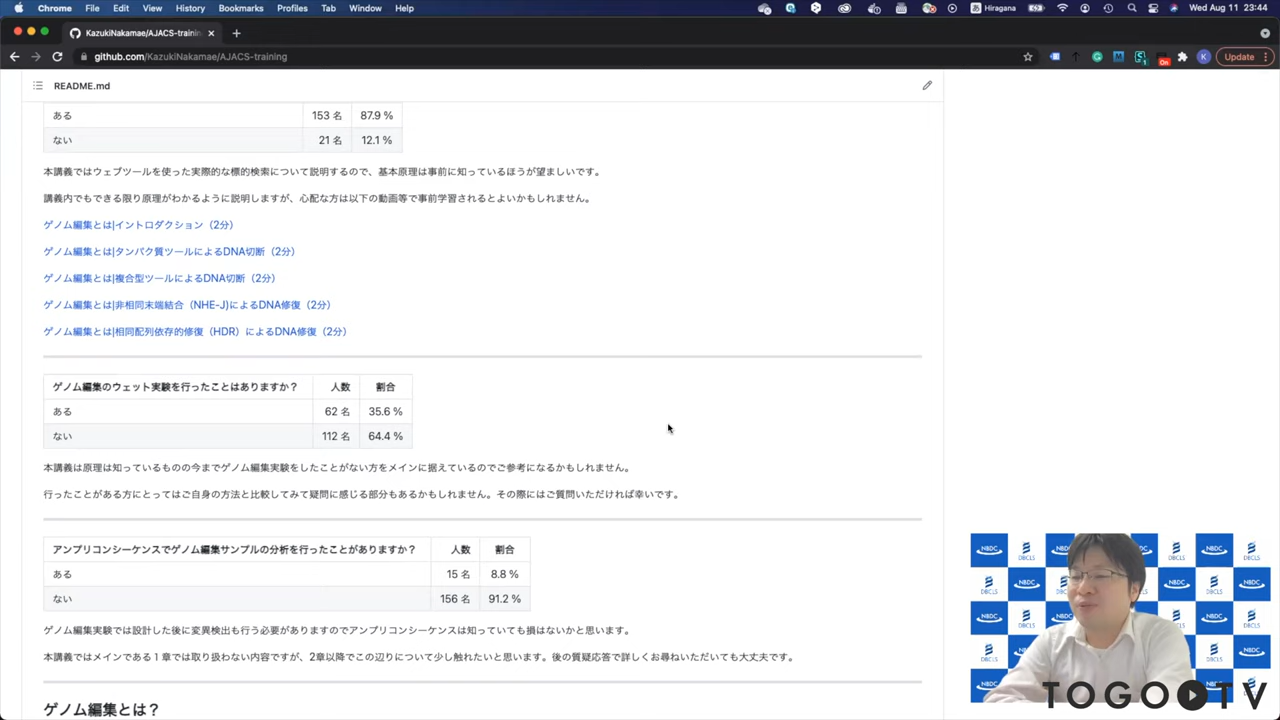 Chrome File Edit View History Bookmarks Profiles Tab Window Help
Hiragana Wed Aug 11 23:44
KazukiNakamae/AJACS-trainin
github.com/KazukiNakamae/AJACS-training
On K Update
README.md
ある 153 名 87.9 %
ない 21 名 12.1 %
本講義ではウェブツールを使った実際的な標的検索について説明するので、基本原理は事前に知っているほうが望ましいです。
講義内でもできる限り原理がわかるように説明しますが、心配な方は以下の動画等で事前学習されるとよいかもしれません。
ゲノム編集とは|イントロダクション（2分）
ゲノム編集とは|タンパク質ツールによるDNA切断（2分）
ゲノム編集とは|複合型ツールによるDNA切断（2分）
ゲノム編集とは|非相同末端結合（NHE-J)によるDNA修復（2分）
ゲノム編集とは|相同配列依存的修復（HDR）によるDNA修復（2分）
ゲノム編集のウェット実験を行ったことはありますか？ 人数 割合
ある 62 名 35.6 %
ない 112 名 64.4 %
本講義は原理は知っているものの今までゲノム編集実験をしたことがない方をメインに据えているのでご参考になるかもしれません。
行ったことがある方にとってはご自身の方法と比較してみて疑問に感じる部分もあるかもしれません。その際にはご質問いただければ幸いです。
アンプリコンシーケンスでゲノム編集サンプルの分析を行ったことがありますか？ 人数 割合
ある 15 名 8.8 %
ない 156 名 91.2 %
ゲノム編集実験では設計した後に変異検出も行う必要がありますのでアンプリコンシーケンスは知っていても損はないかと思います。
本講義ではメインである１章では取り扱わない内容ですが、2章以降でこの辺りについて少し触れたいと思います。後の質疑応答で詳しくお尋ねいただいても大丈夫です。
ゲノム編集とは？
NBDC DBCLS NBDC DBCLS NBDC DBCLS
DBCLS NBDC NBDC DBCLS NBDC
NBDC DBCLS NBDC DBCLS
DBCLS NBDC DBCLS NBDC
NBDC
TOGO TV